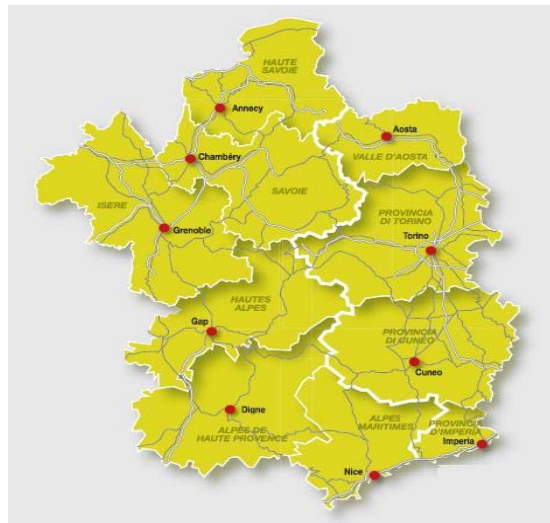 HAUTE
SAVOIE
Annecy
Aosta
VALLE D'AOSTA
Chambéry
SAVOIE
ISERE
PROVINCIA
DI TORINO
Grenoble
Torino
HAUTES
ALPES
Gap
PROVINCIA
DI CUNEO
Cuneo
Digne
ALPES DE
HAUTE PROVENCE
ALPES
MARITIMES
PROVINCIA
D'IMPERIA
Imperia
Nice